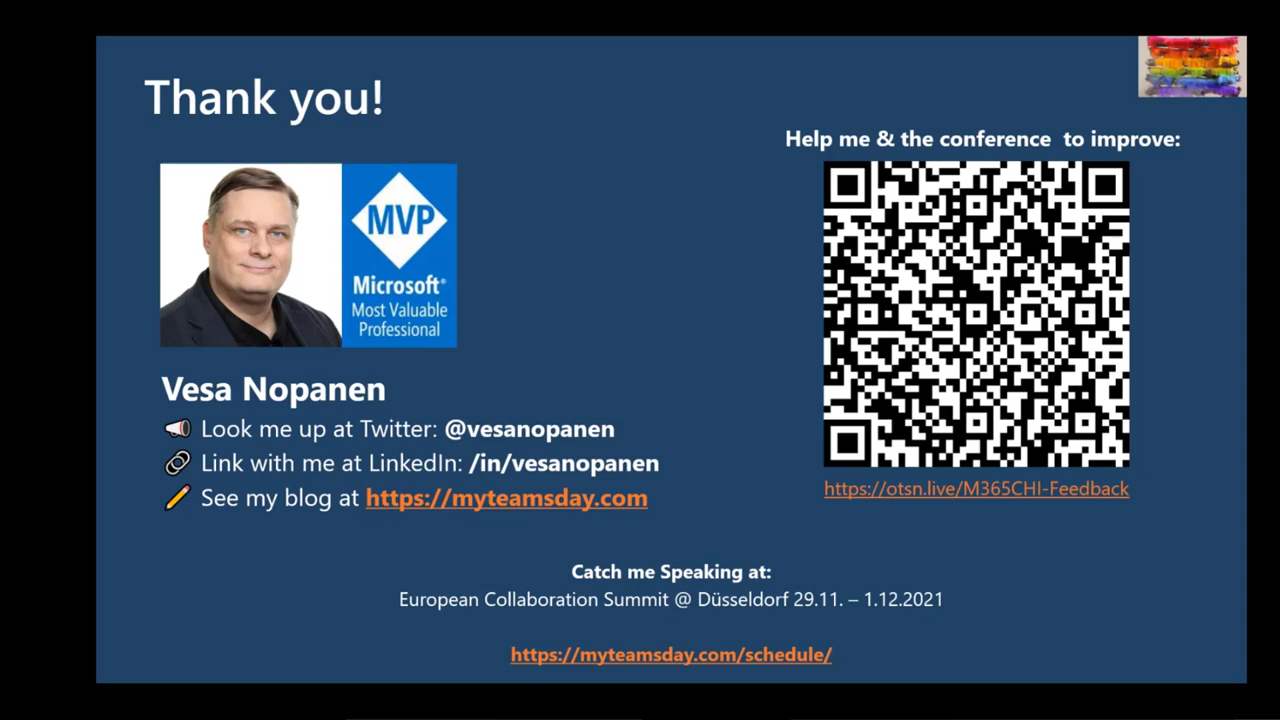 Thank you!
Help me & the conference to improve:
MVP
Microsoft®
Most Valuable
Professional
Vesa Nopanen
Look me up at Twitter: @vesanopanen
Link with me at LinkedIn: /in/vesanopanen
See my blog at https://myteamsday.com
https://otsn.live/M365CHI-Feedback
Catch me Speaking at:
European Collaboration Summit @ Düsseldorf 29.11. – 1.12.2021
https://myteamsday.com/schedule/